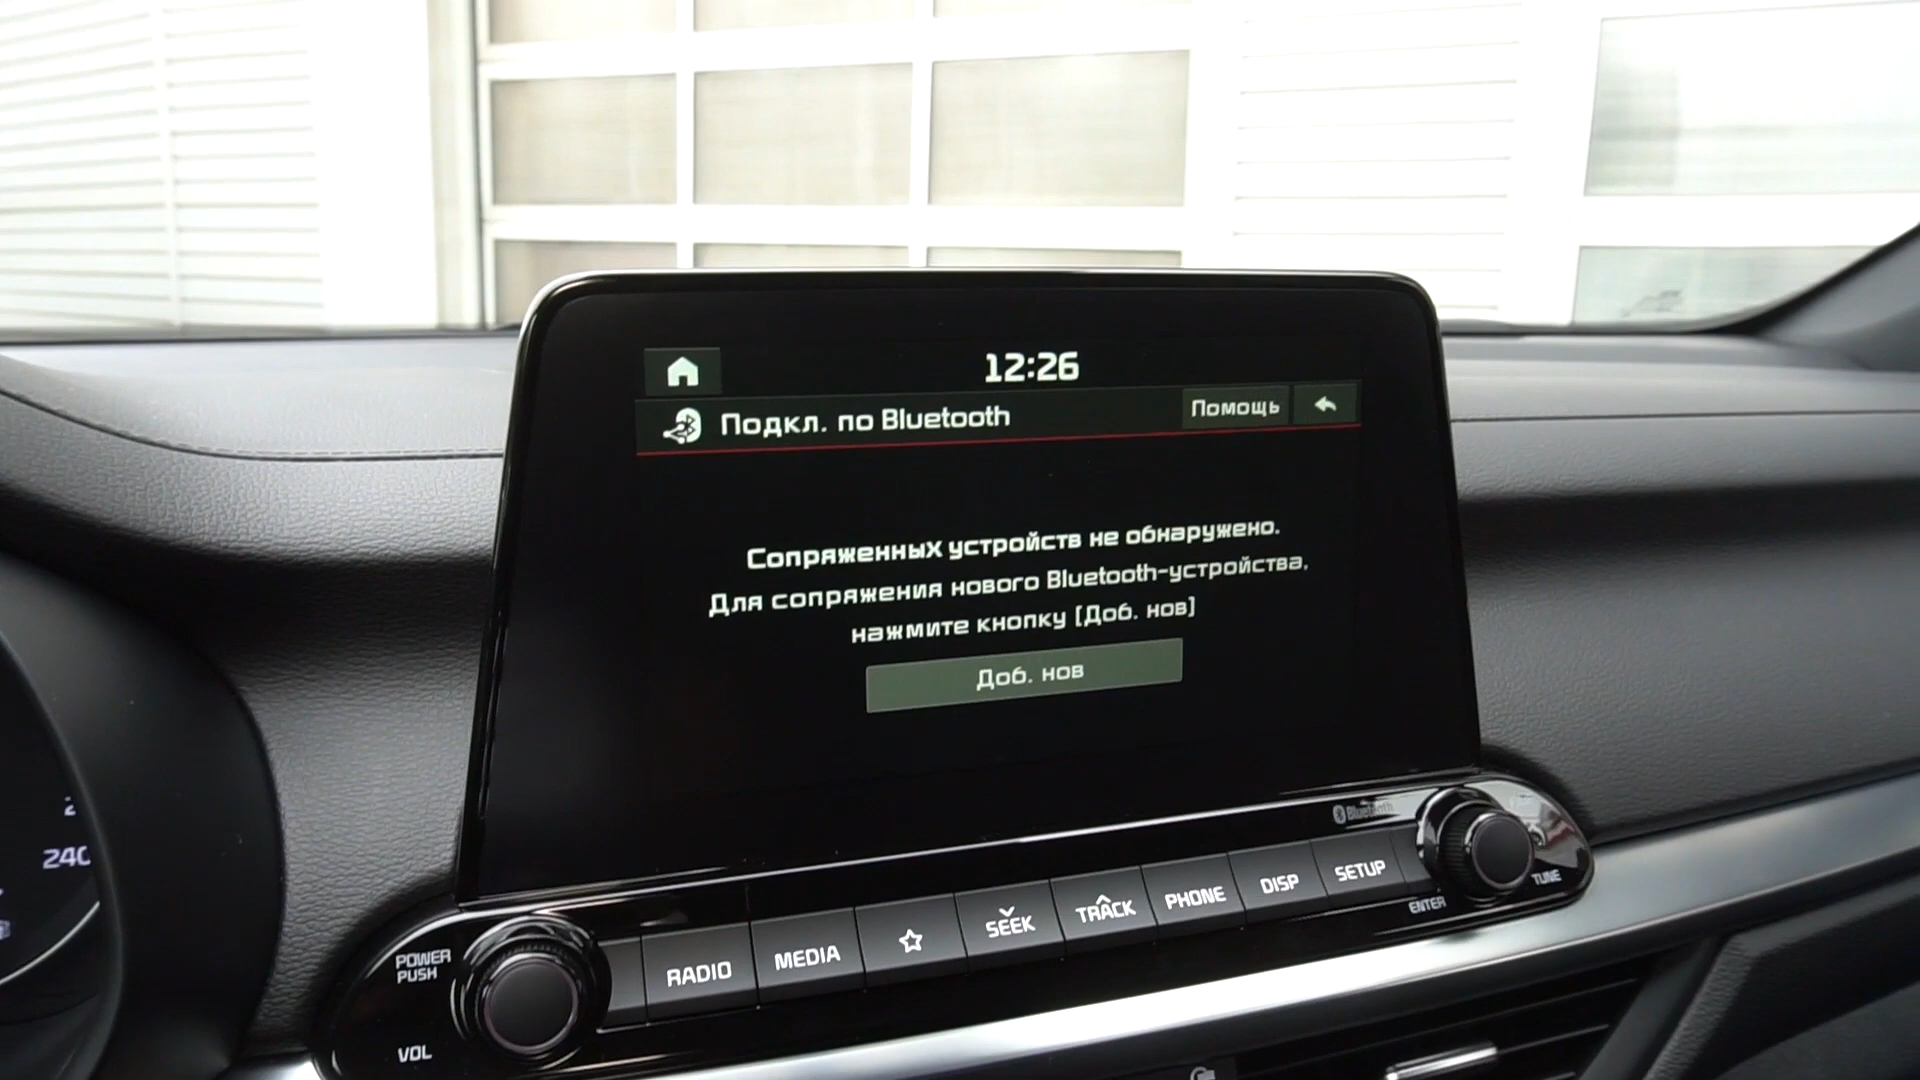 12:26
Подкл. по Bluetooth
Помощь
Сопряженных устройств не обнаружено.
Для сопряжения нового Bluetooth-устройства,
нажмите кнопку [Доб. нов]
Доб. нов
Bluetooth
POWER
PUSH
VOL
RADIO
MEDIA
SEEK
TRACK
PHONE
DISP
SETUP
ENTER
TUNE
240